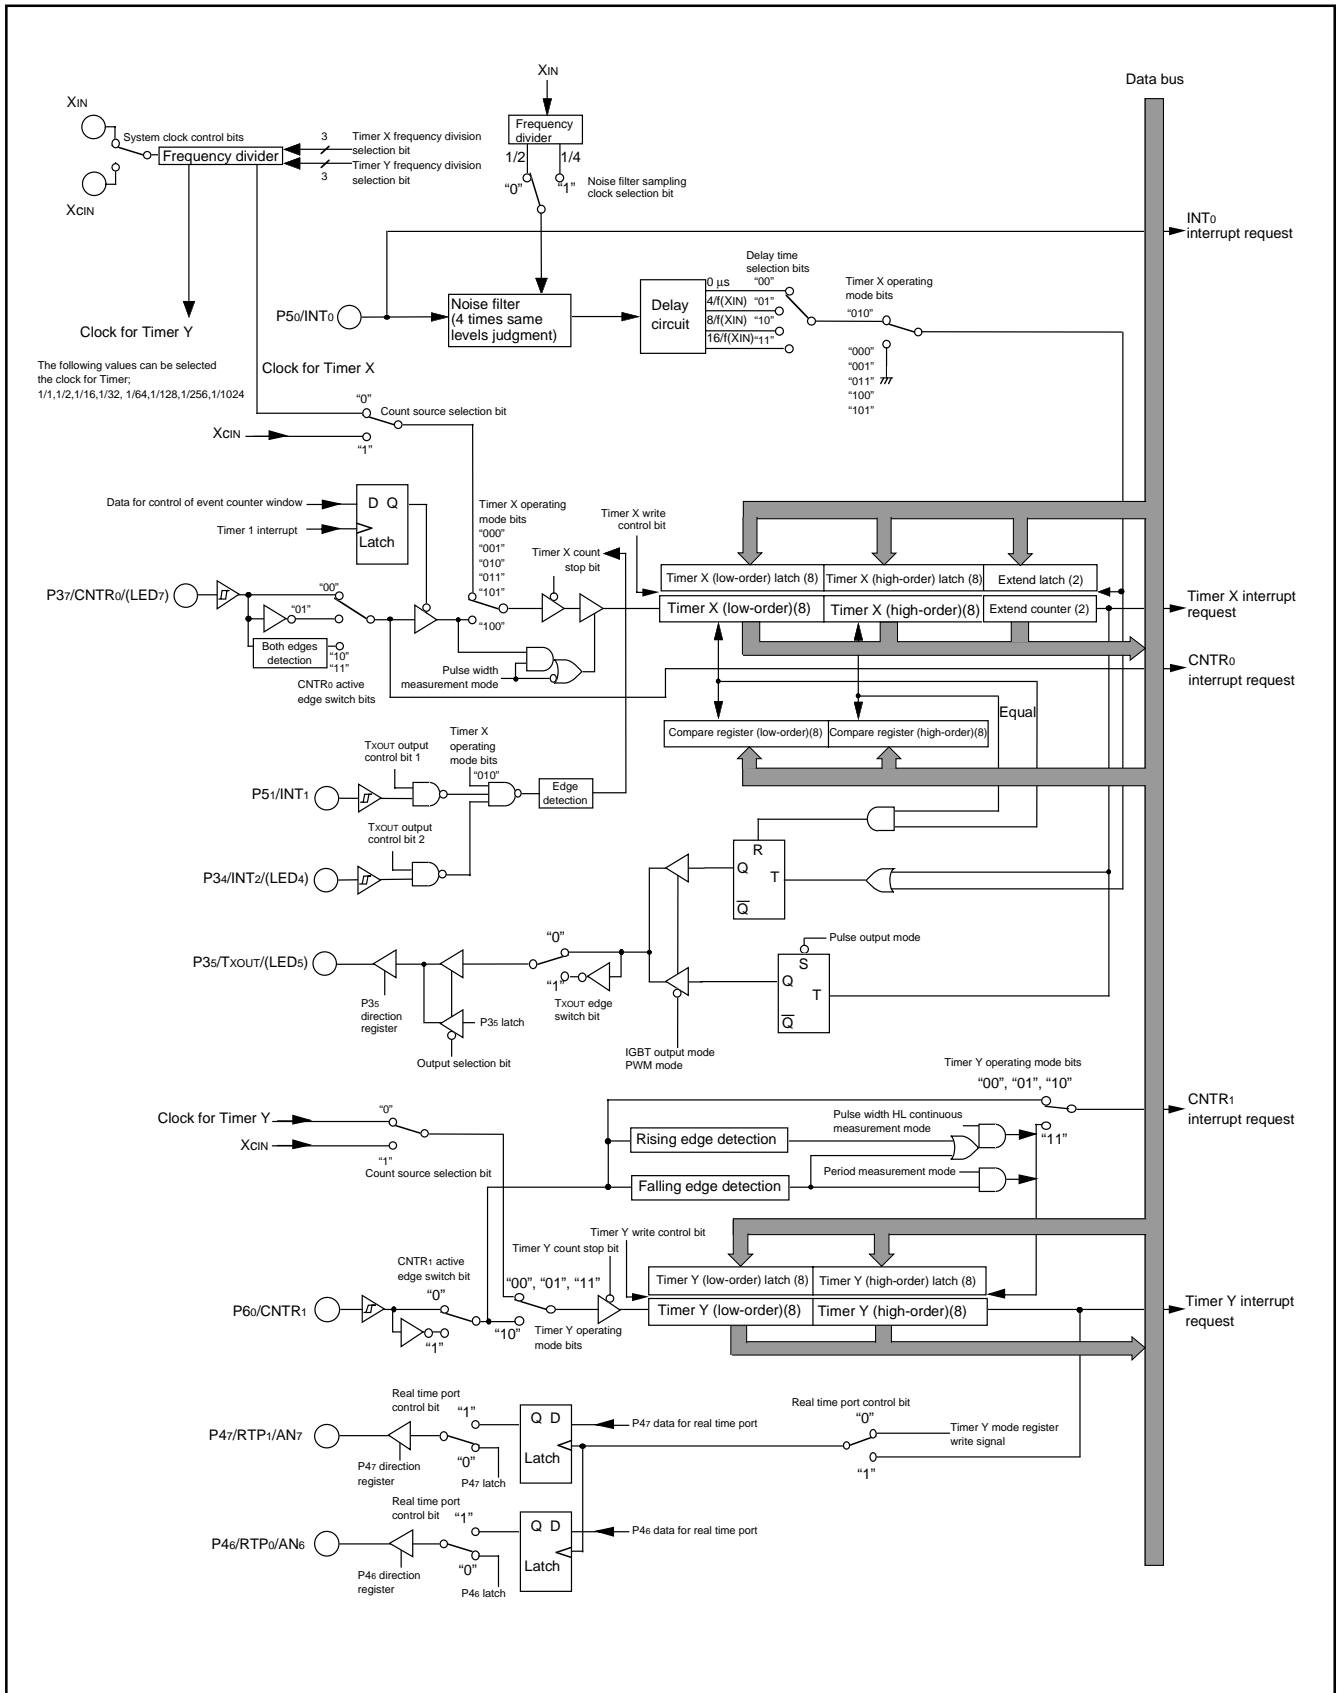 XIN
Data bus
XIN
System clock control bits
Frequency divider
3
Timer X frequency division
selection bit
Timer Y frequency division
3
selection bit
XCIN
Frequency
divider
1/2
1/4
“0”
“1”
Noise filter sampling
clock selection bit
INT0
interrupt request
Clock for Timer Y
P50/INT0
Noise filter
(4 times same
levels judgment)
Delay
circuit
Delay time
selection bits
0 μs
“00”
4/f(XIN)
“01”
8/f(XIN)
“10”
16/f(XIN)
“11”
Timer X operating
mode bits
“010”
“000”
“001”
“011”
“100”
“101”
The following values can be selected
the clock for Timer;
1/1,1/2,1/16,1/32, 1/64,1/128,1/256,1/1024
Clock for Timer X
“0”
Count source selection bit
XCIN
“1”
Data for control of event counter window
Timer 1 interrupt
D Q
Latch
Timer X operating
mode bits
“000”
“001”
“010”
“011”
“101”
“100”
Timer X count
stop bit
Timer X write
control bit
Timer X (low-order) latch (8)
Timer X (high-order) latch (8)
Extend latch (2)
Timer X (low-order)(8)
Timer X (high-order)(8)
Extend counter (2)
Timer X interrupt
request
P37/CNTR0/(LED7)
“00”
“01”
Both edges
detection
“10”
“11”
CNTR0 active
edge switch bits
Pulse width
measurement mode
CNTR0
interrupt request
Equal
Compare register (low-order)(8)
Compare register (high-order)(8)
TXOUT output
control bit 1
Timer X
operating
mode bits
“010”
P51/INT1
Edge
detection
TXOUT output
control bit 2
P34/INT2/(LED4)
R
Q
T
Q
P35/TXOUT/(LED5)
“0”
“1”
TXOUT edge
switch bit
Pulse output mode
S
Q
T
Q
P35
direction
register
P35 latch
Output selection bit
IGBT output mode
PWM mode
Timer Y operating mode bits
“00”, “01”, “10”
CNTR1
interrupt request
“11”
Clock for Timer Y
“0”
XCIN
“1”
Count source selection bit
Pulse width HL continuous
measurement mode
Rising edge detection
Period measurement mode
Falling edge detection
Timer Y write control bit
Timer Y count stop bit
CNTR1 active
edge switch bit
“0”
“00”, “01”, “11”
Timer Y (low-order) latch (8)
Timer Y (high-order) latch (8)
P60/CNTR1
“1”
“10”
Timer Y operating
mode bits
Timer Y (low-order)(8)
Timer Y (high-order)(8)
Timer Y interrupt
request
Real time port
control bit
“1”
P47/RTP1/AN7
“0”
P47 direction
register
P47 latch
Q D
Latch
P47 data for real time port
Real time port control bit
“0”
Timer Y mode register
write signal
“1”
Real time port
control bit
“1”
P46/RTP0/AN6
“0”
P46 direction
register
P46 latch
Q D
Latch
P46 data for real time port